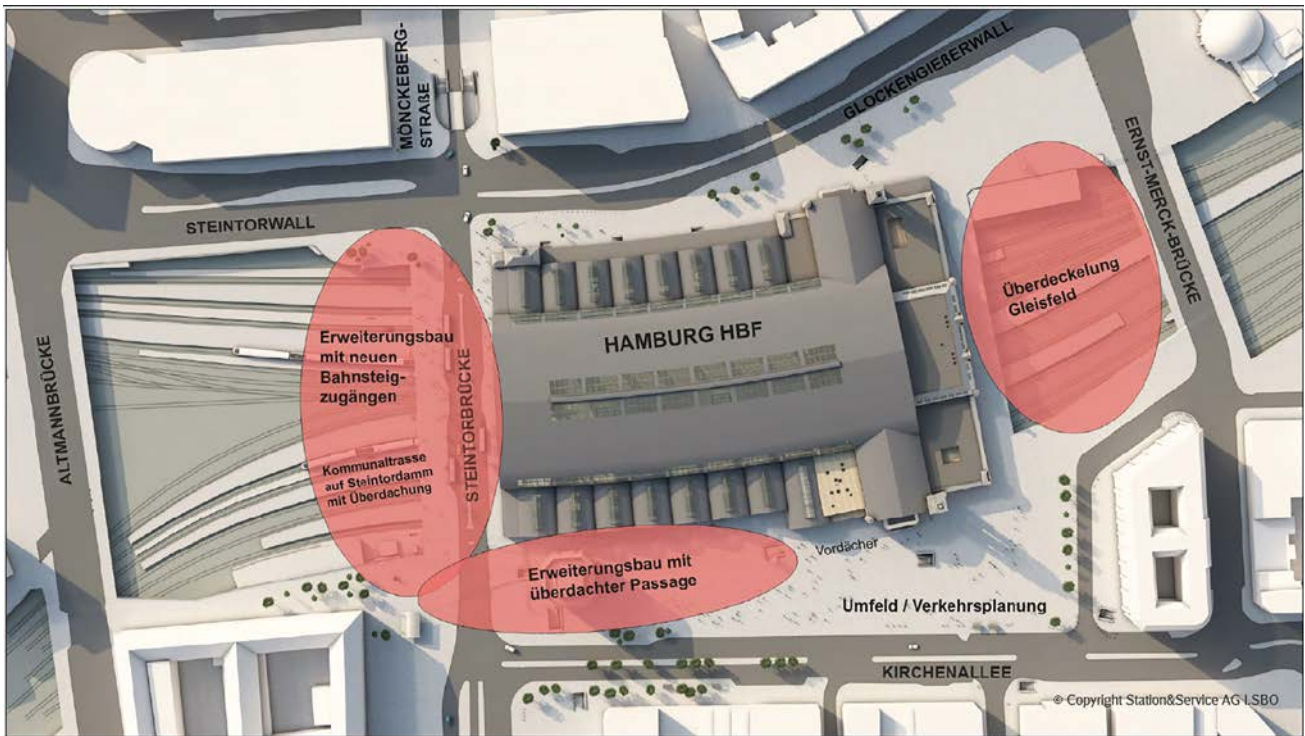 MÖNCKEBERG-
STRAẞE
GLOCKENGIEẞERWALL
ERNST-MERCK-BRÜCKE
STEINTORWALL
ALTMANNBRÜCKE
Erweiterungsbau
mit neuen
Bahnsteig-
zugängen
Kommunaltrasse
auf Steintordamm
mit Überdachung
STEINTORBRÜCKE
HAMBURG HBF
Überdeckelung
Gleisfeld
Erweiterungsbau mit
überdachter Passage
Vordächer
Umfeld / Verkehrsplanung
KIRCHENALLEE
© Copyright Station&Service AG I.SBO